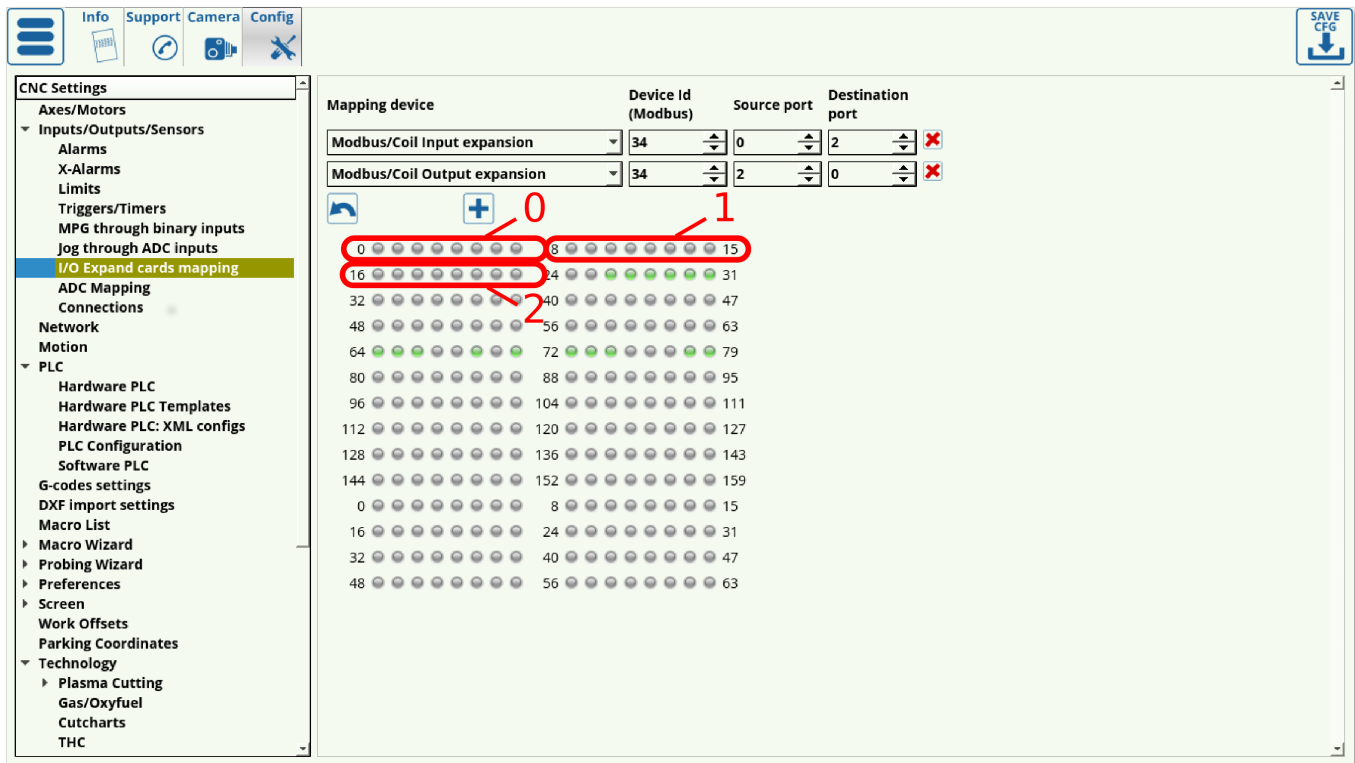 Info Support Camera Config
SAVE
CFG
CNC Settings
Axes/Motors
Inputs/Outputs/Sensors
Alarms
X-Alarms
Limits
Triggers/Timers
MPG through binary inputs
Jog through ADC inputs
I/O Expand cards mapping
ADC Mapping
Connections
Network
Motion
PLC
Hardware PLC
Hardware PLC Templates
Hardware PLC: XML configs
PLC Configuration
Software PLC
G-codes settings
DXF import settings
Macro List
Macro Wizard
Probing Wizard
Preferences
Screen
Work Offsets
Parking Coordinates
Technology
Plasma Cutting
Gas/Oxyfuel
Cutcharts
THC
Mapping device
Device Id
(Modbus)
Source port
Destination
port
Modbus/Coil Input expansion 34 0 2
Modbus/Coil Output expansion 34 2 0
0 1
0 8 15
16 24 31
2
32 40 47
48 56 63
64 72 79
80 88 95
96 104 111
112 120 127
128 136 143
144 152 159
0 8 15
16 24 31
32 40 47
48 56 63